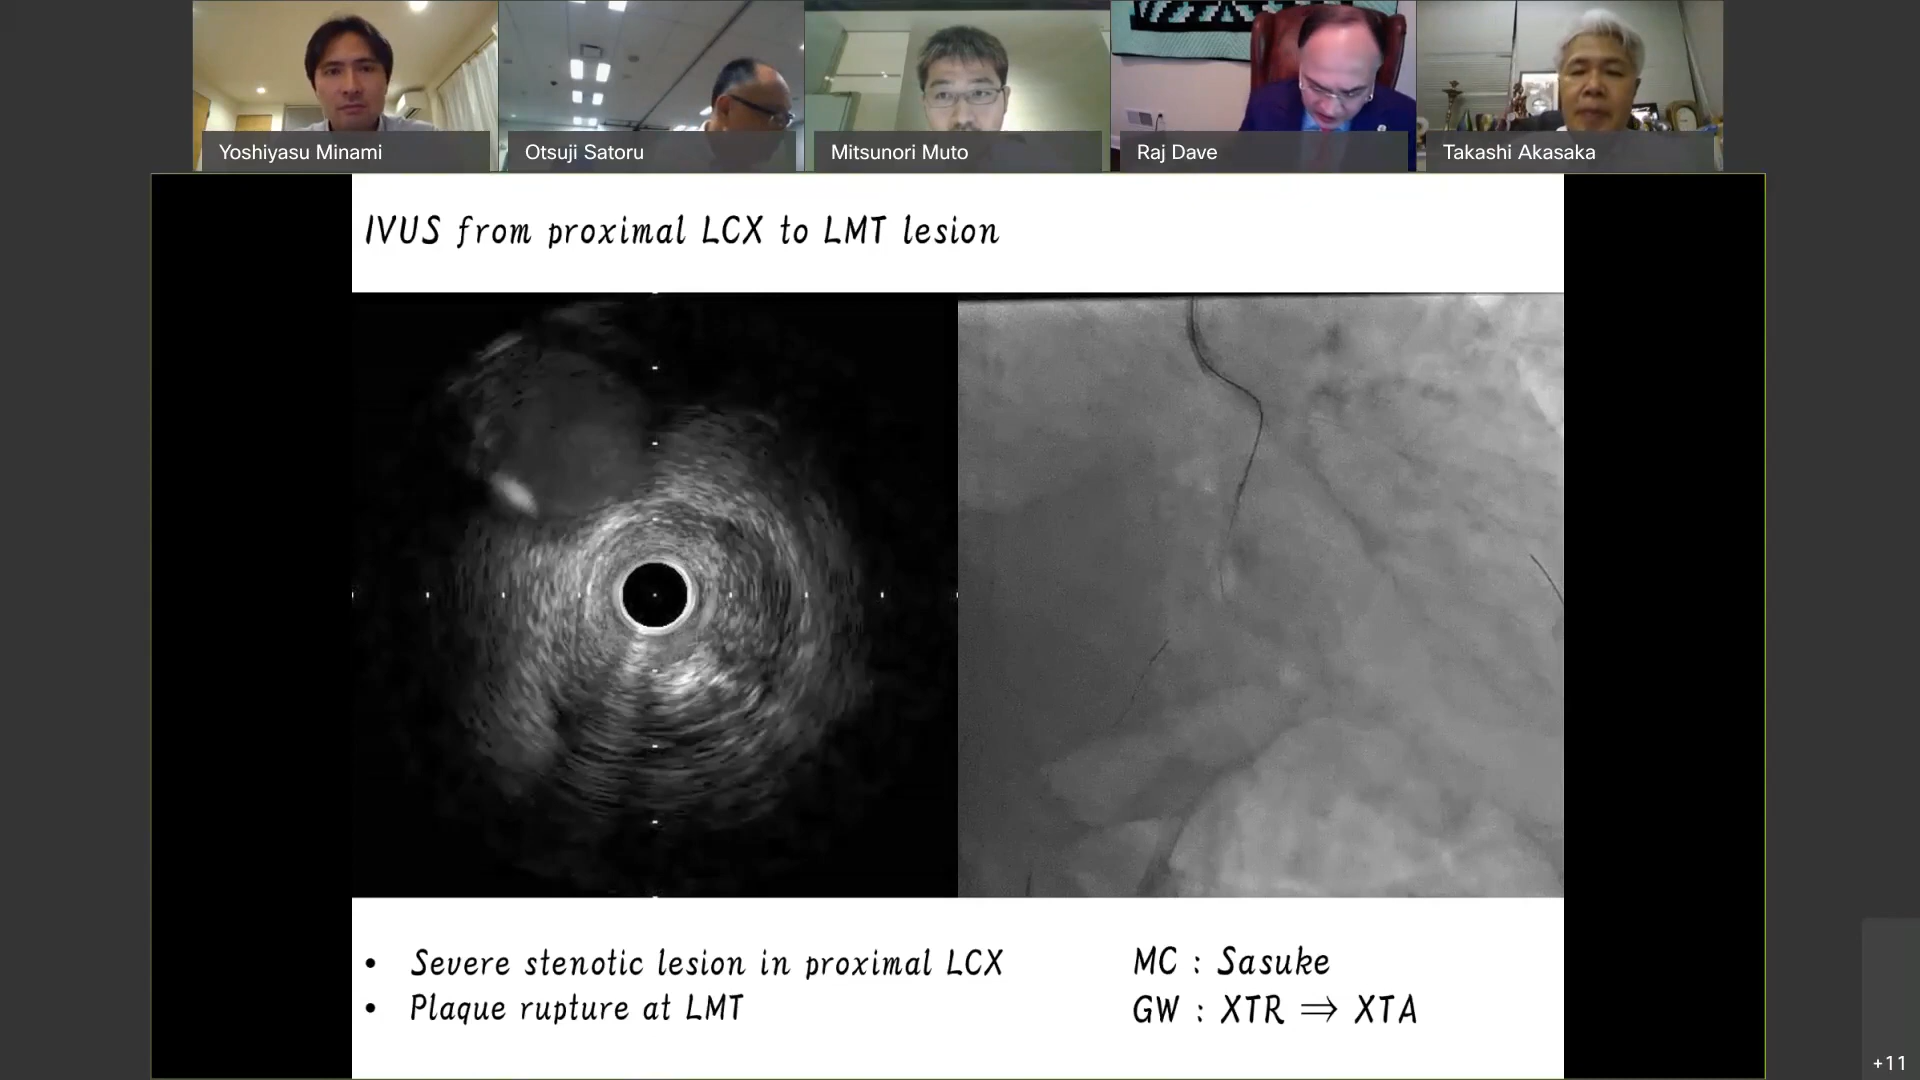 Yoshiyasu Minami
Otsuji Satoru
Mitsunori Muto
Raj Dave
Takashi Akasaka
IVUS from proximal LCX to LMT lesion
• Severe stenotic lesion in proximal LCX
• Plaque rupture at LMT
MC : Sasuke
GW : XTR ⇒ XTA
+11